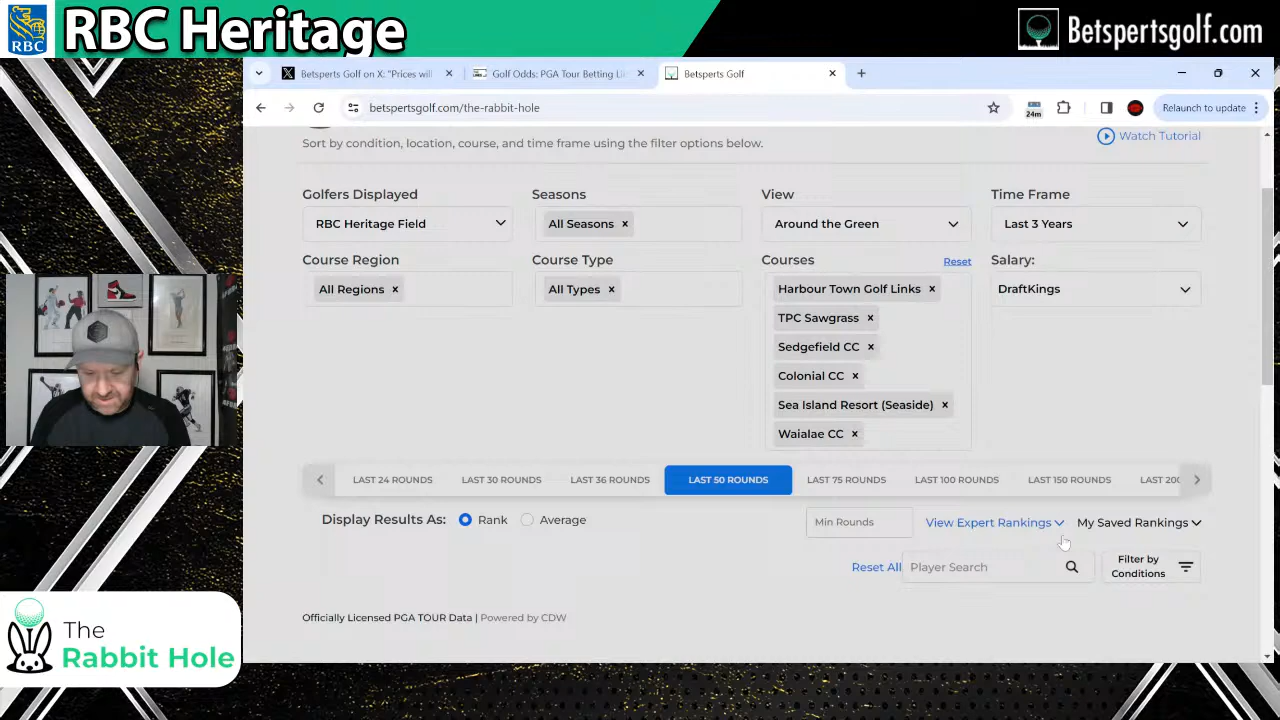 RBC
RBC Heritage
Betspertsgolf.com
Betsperts Golf on X: "Prices will
Golf Odds: PGA Tour Betting Li
Betsperts Golf
betspertsgolf.com/the-rabbit-hole
24m
Relaunch to update
Sort by condition, location, course, and time frame using the filter options below.
Watch Tutorial
Golfers Displayed
Seasons
View
Time Frame
RBC Heritage Field
All Seasons ×
Around the Green
Last 3 Years
Course Region
Course Type
Courses
Reset
Salary:
All Regions ×
All Types ×
Harbour Town Golf Links ×
DraftKings
TPC Sawgrass ×
Sedgefield CC ×
Colonial CC ×
Sea Island Resort (Seaside) ×
Waialae CC ×
LAST 24 ROUNDS
LAST 30 ROUNDS
LAST 36 ROUNDS
LAST 50 ROUNDS
LAST 75 ROUNDS
LAST 100 ROUNDS
LAST 150 ROUNDS
LAST 200
Display Results As:
Rank
Average
Min Rounds
View Expert Rankings
My Saved Rankings
Reset All
Player Search
Filter by
Conditions
Officially Licensed PGA TOUR Data | Powered by CDW
The
Rabbit Hole